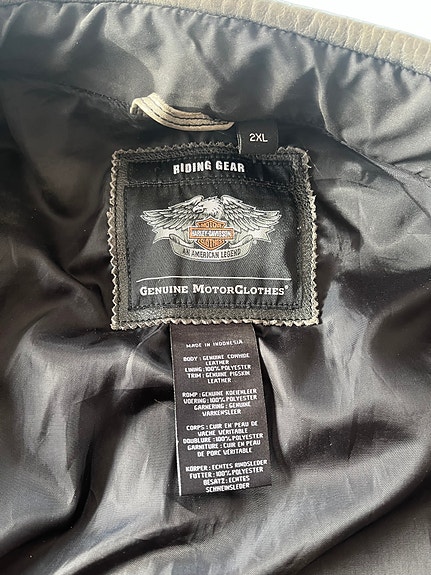 2XL
RIDING GEAR
MOTOR
HARLEY-DAVIDSON
CLOTHES
AN AMERICAN LEGEND
GENUINE MOTORCLOTHES®
MADE IN INDONESIA
BODY : GENUINE COWHIDE
LEATHER
LINING : 100% POLYESTER
TRIM : GENUINE PIGSKIN
LEATHER
ROMP : GENUINE KOEIENLEER
VOERING : 100% POLYESTER
GARNERING : GENUINE
VARKENSLEER
CORPS : CUIR EN PEAU DE
VACHE VÉRITABLE
DOUBLURE : 100% POLYESTER
GARNITURE : CUIR EN PEAU
DE PORC VÉRITABLE
KÖRPER : ECHTES RINDSLEDER
FUTTER : 100% POLYESTER
BESATZ : ECHTES
SCHWEINSLEDER